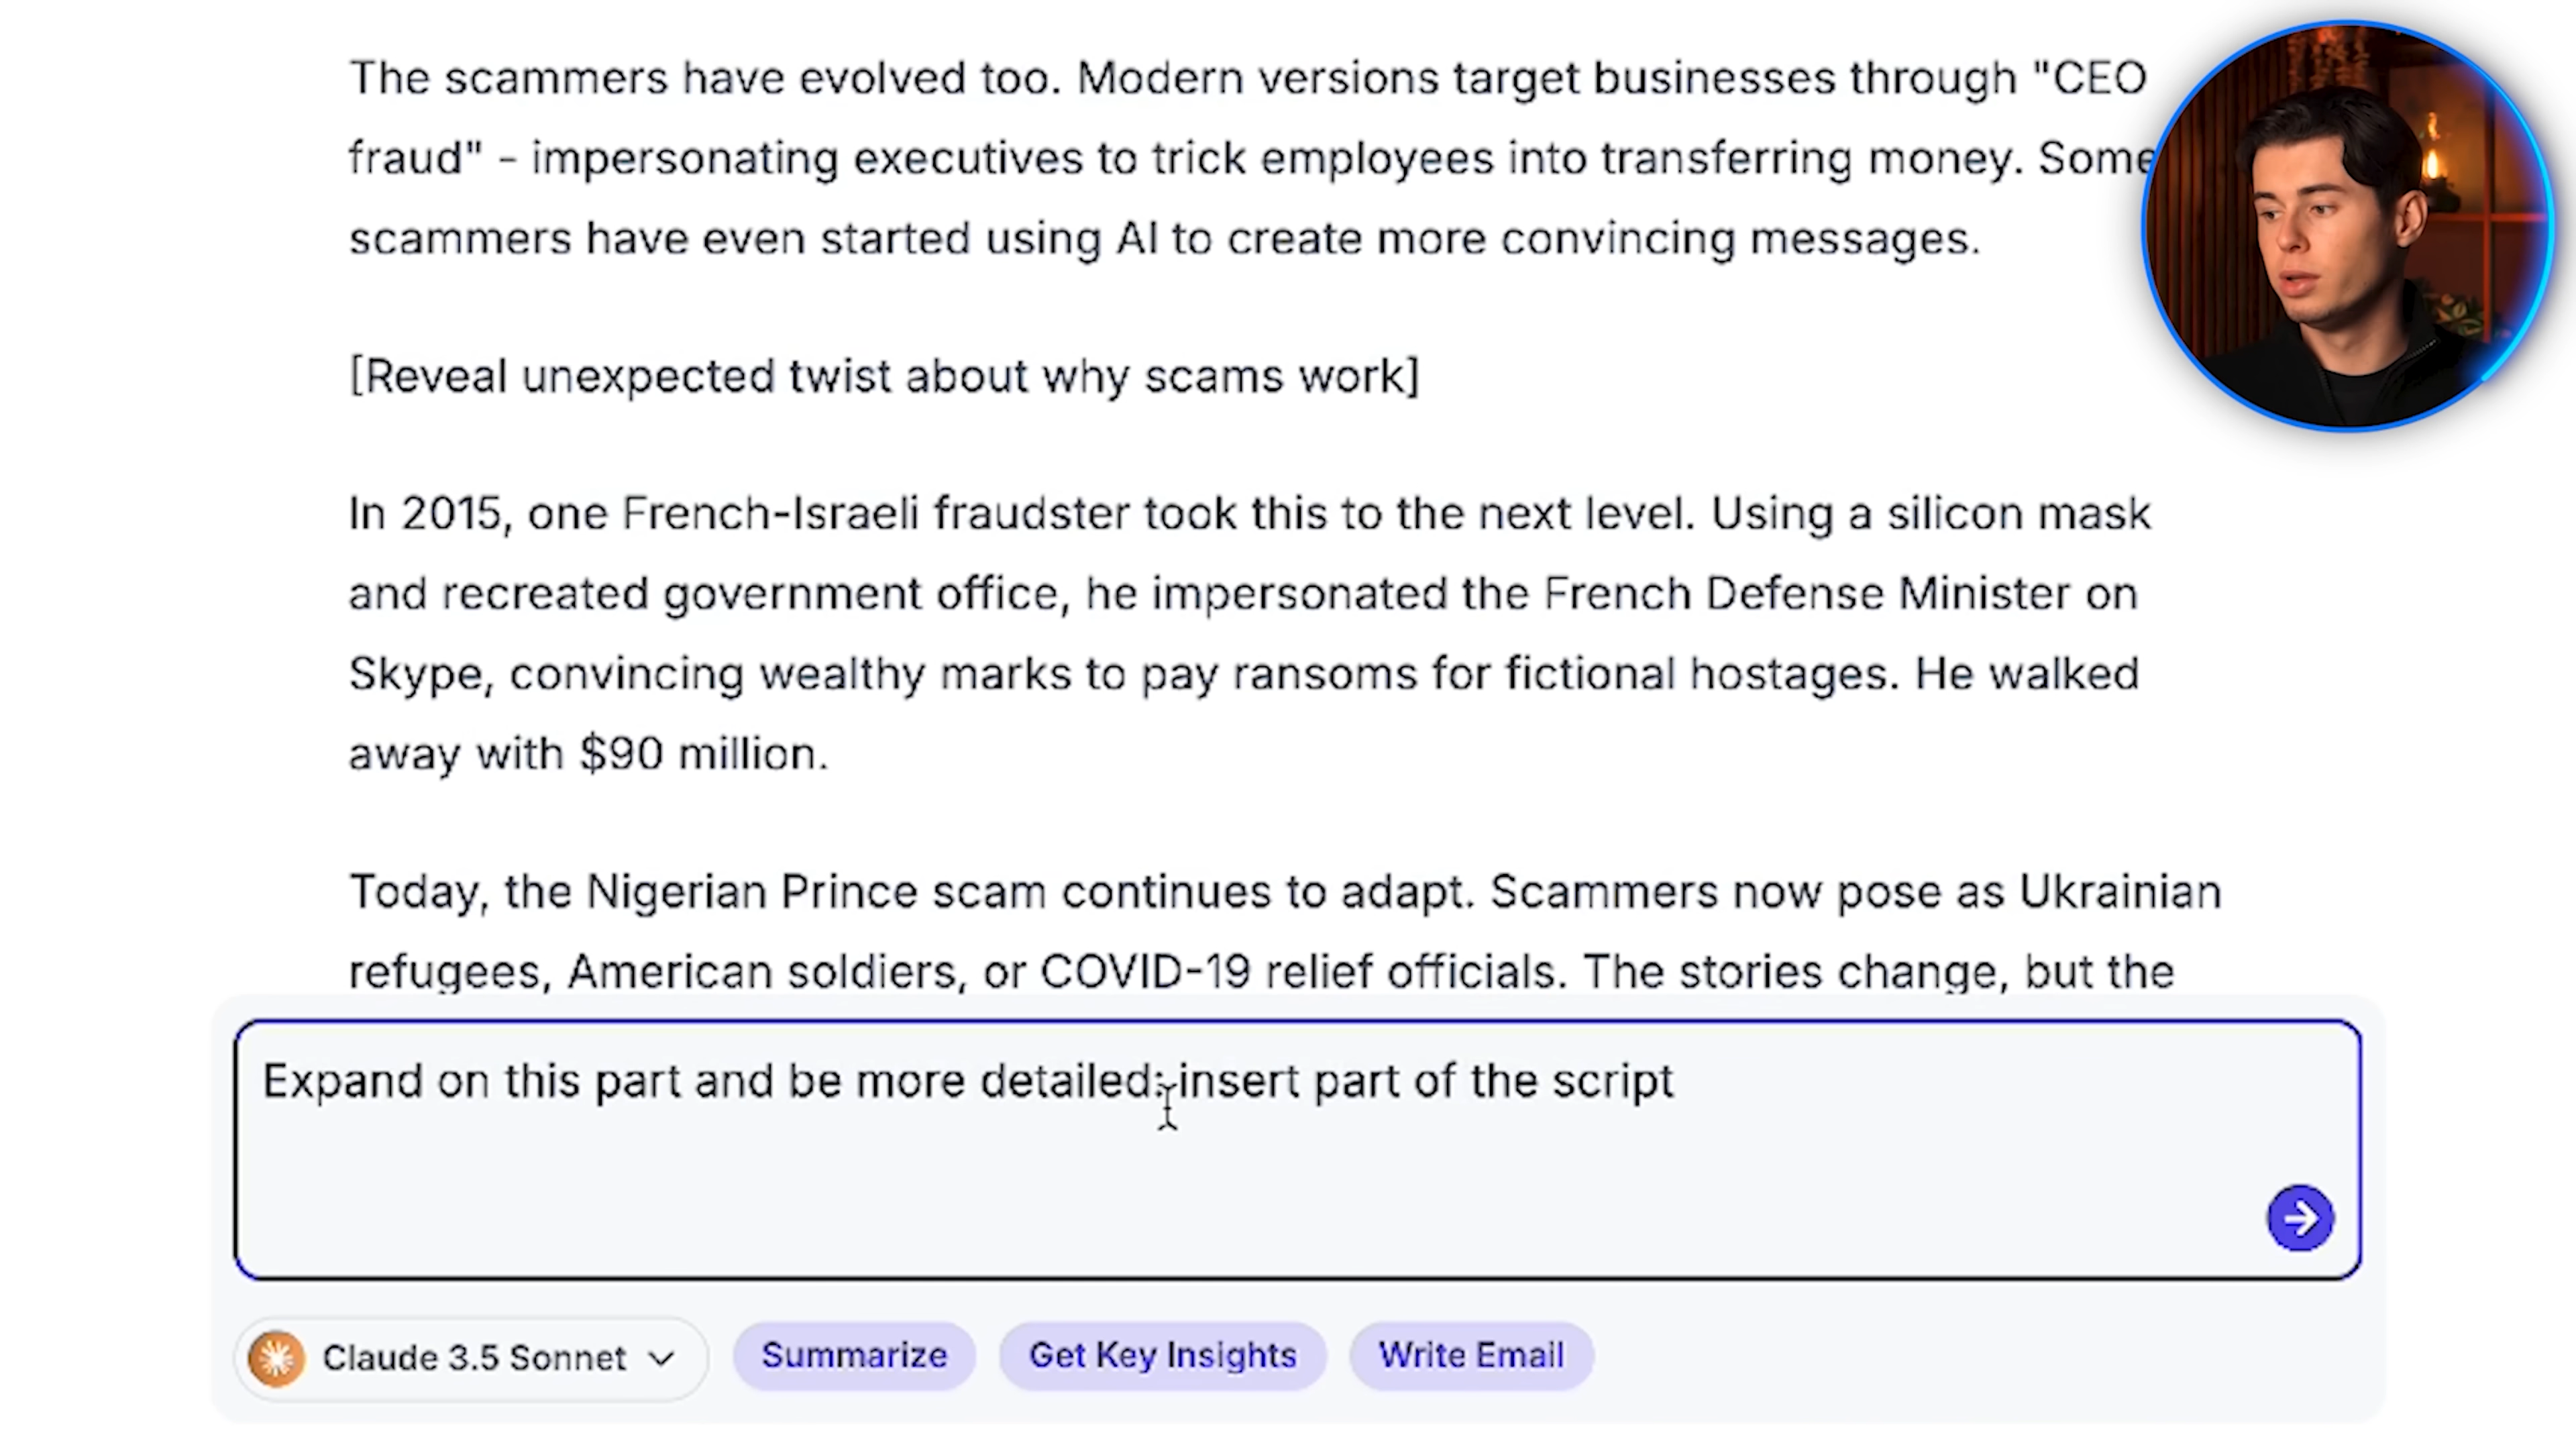 The scammers have evolved too. Modern versions target businesses through "CEO
fraud" - impersonating executives to trick employees into transferring money. Some
scammers have even started using AI to create more convincing messages.
[Reveal unexpected twist about why scams work]
In 2015, one French-Israeli fraudster took this to the next level. Using a silicon mask
and recreated government office, he impersonated the French Defense Minister on
Skype, convincing wealthy marks to pay ransoms for fictional hostages. He walked
away with $90 million.
Today, the Nigerian Prince scam continues to adapt. Scammers now pose as Ukrainian
refugees, American soldiers, or COVID-19 relief officials. The stories change, but the
Expand on this part and be more detailed: insert part of the script
Claude 3.5 Sonnet
Summarize
Get Key Insights
Write Email